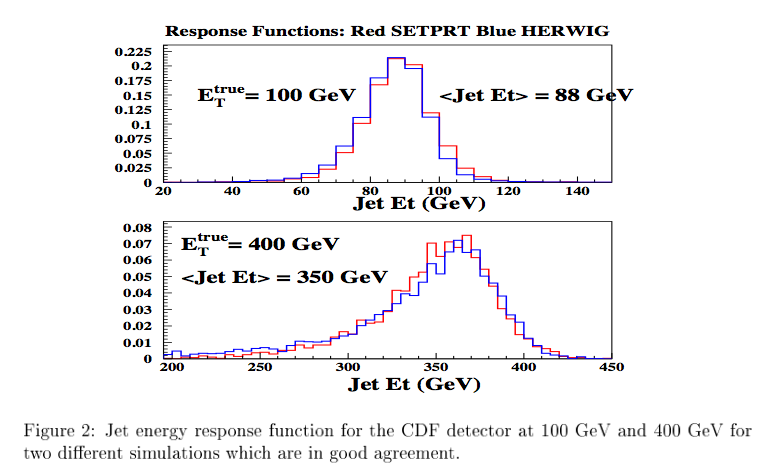 Response Functions: Red SETPRT Blue HERWIG
0.225
0.2
0.175
0.15
0.125
0.1
0.075
0.05
0.025
0
E_T^true = 100 GeV
<Jet Et> = 88 GeV
20 40 60 80 100 120 140
Jet Et (GeV)
0.08
0.07
0.06
0.05
0.04
0.03
0.02
0.01
0
E_T^true = 400 GeV
<Jet Et> = 350 GeV
200 250 300 350 400 450
Jet Et (GeV)
Figure 2: Jet energy response function for the CDF detector at 100 GeV and 400 GeV for
two different simulations which are in good agreement.